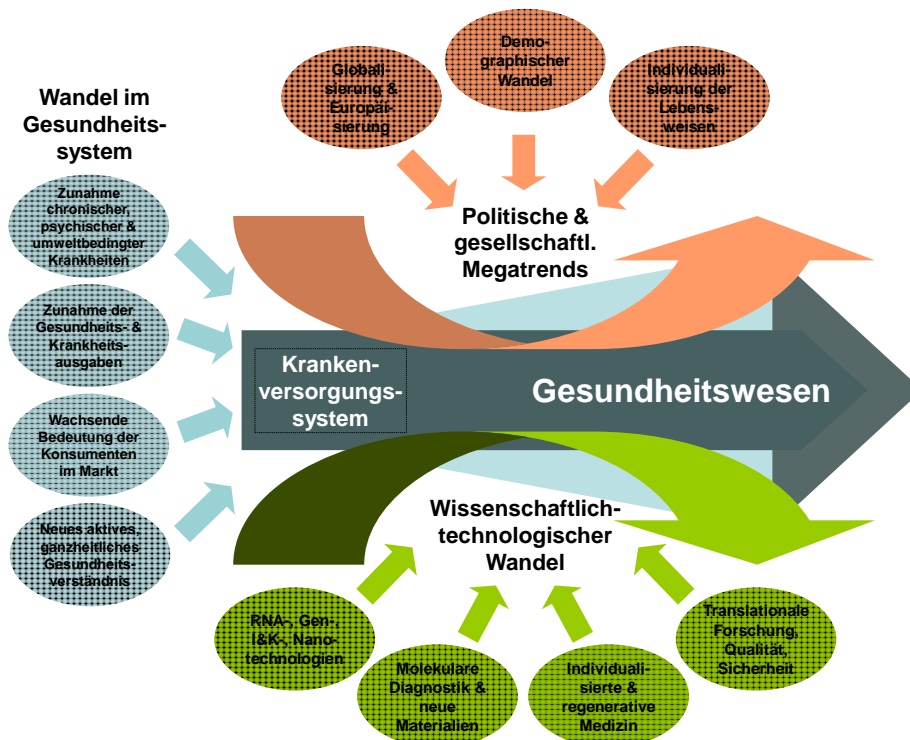 Wandel im
Gesundheits-
system
Zunahme
chronischer,
psychischer &
umweltbedingter
Krankheiten
Zunahme der
Gesundheits- &
Krankheits-
ausgaben
Wachsende
Bedeutung der
Konsumenten
im Markt
Neues aktives,
ganzheitliches
Gesundheits-
verständnis
Globali-
sierung &
Europäi-
sierung
Demo-
graphischer
Wandel
Individuali-
sierung der
Lebens-
weisen
Politische &
gesellschaftl.
Megatrends
Kranken-
versorgungs-
system
Gesundheitswesen
Wissenschaftlich-
technologischer
Wandel
RNA-, Gen-,
I&K-, Nano-
technologien
Molekulare
Diagnostik &
neue
Materialien
Individuali-
sierte &
regenerative
Medizin
Translationale
Forschung,
Qualität,
Sicherheit